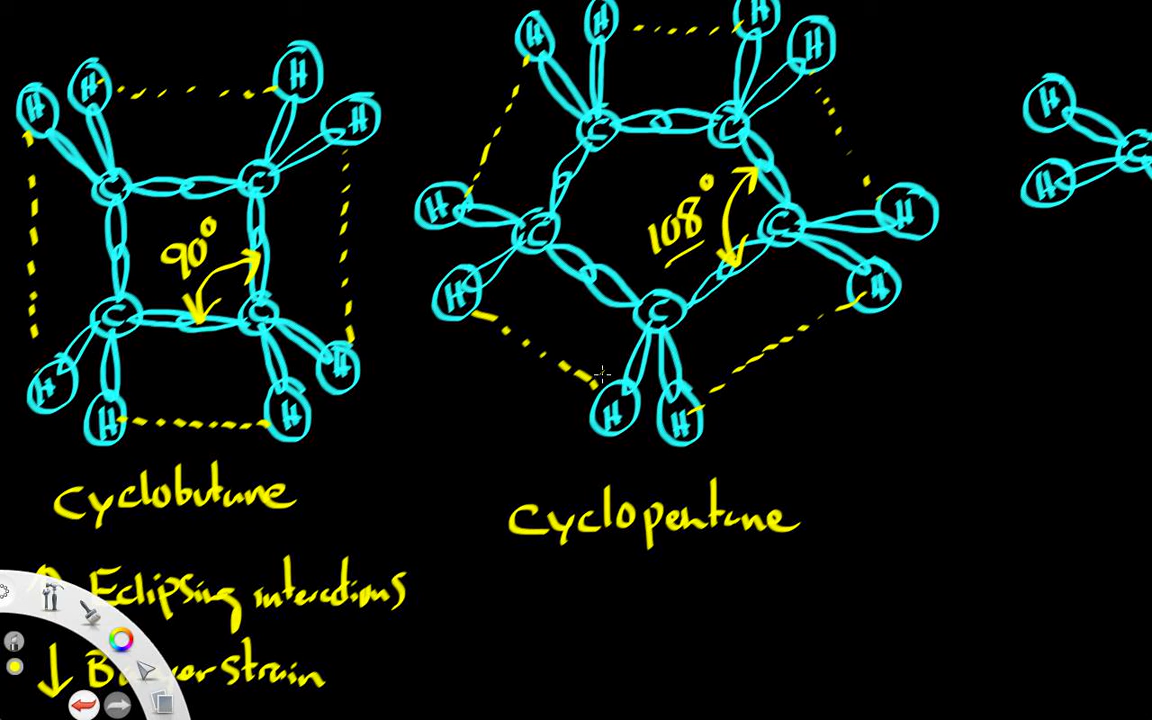 H H H H H H H H
C C C C
90°
C C
H H H H H H
C C
108°
C C C
H H H H H H H H
Cyclobutane
Cyclopentane
↑ Eclipsing interactions
↓ strain